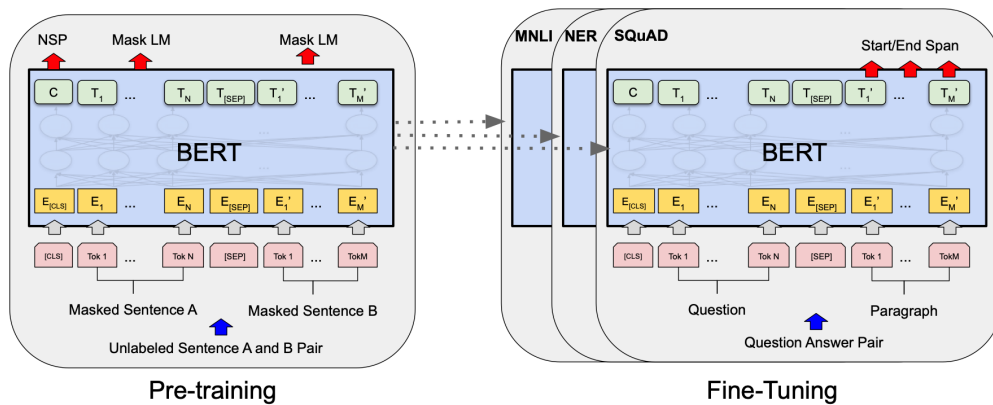 NSP Mask LM Mask LM
C T1 ... TN T[SEP] T1' ... TM'
...
BERT
...
E[CLS] E1 ... EN E[SEP] E1' ... EM'
[CLS] Tok 1 ... Tok N [SEP] Tok 1 ... TokM
Masked Sentence A Masked Sentence B
Unlabeled Sentence A and B Pair
Pre-training
MNLI NER SQuAD
Start/End Span
C T1 ... TN T[SEP] T1' ... TM'
...
BERT
...
E[CLS] E1 ... EN E[SEP] E1' ... EM'
[CLS] Tok 1 ... Tok N [SEP] Tok 1 ... TokM
Question Paragraph
Question Answer Pair
Fine-Tuning